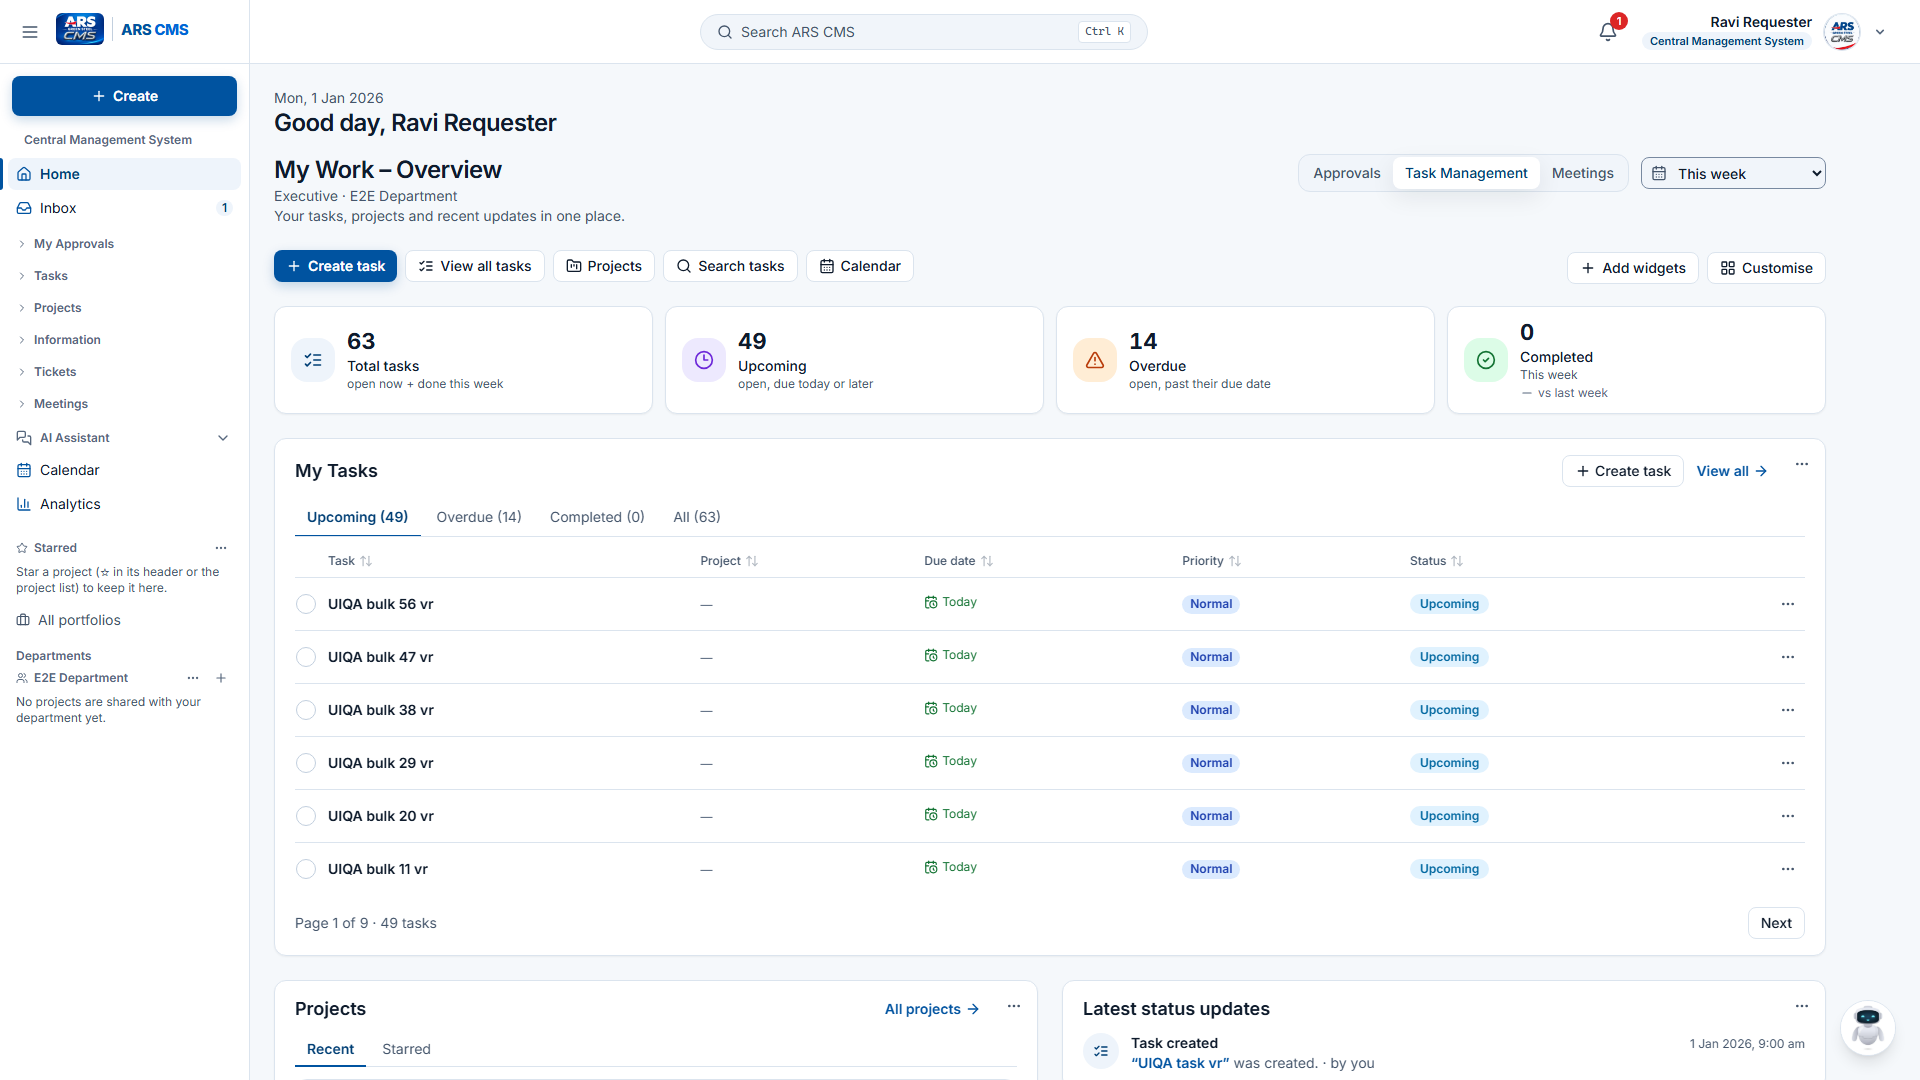 ARS
GREEN STEEL
CMS
ARS CMS
Search ARS CMS
Ctrl K
1
Ravi Requester
Central Management System
ARS
CMS
Create
Central Management System
Home
Inbox
1
My Approvals
Tasks
Projects
Information
Tickets
Meetings
AI Assistant
Calendar
Analytics
Starred
Star a project (☆ in its header or the
project list) to keep it here.
All portfolios
Departments
E2E Department
No projects are shared with your
department yet.
Mon, 1 Jan 2026
Good day, Ravi Requester
My Work – Overview
Executive · E2E Department
Your tasks, projects and recent updates in one place.
Approvals
Task Management
Meetings
This week
Create task
View all tasks
Projects
Search tasks
Calendar
Add widgets
Customise
63
Total tasks
open now + done this week
49
Upcoming
open, due today or later
14
Overdue
open, past their due date
0
Completed
This week
— vs last week
My Tasks
Create task
View all →
Upcoming (49)
Overdue (14)
Completed (0)
All (63)
Task
Project
Due date
Priority
Status
UIQA bulk 56 vr — Today Normal Upcoming
UIQA bulk 47 vr — Today Normal Upcoming
UIQA bulk 38 vr — Today Normal Upcoming
UIQA bulk 29 vr — Today Normal Upcoming
UIQA bulk 20 vr — Today Normal Upcoming
UIQA bulk 11 vr — Today Normal Upcoming
Page 1 of 9 · 49 tasks
Next
Projects
All projects →
Recent
Starred
Latest status updates
Task created
1 Jan 2026, 9:00 am
“UIQA task vr” was created. · by you